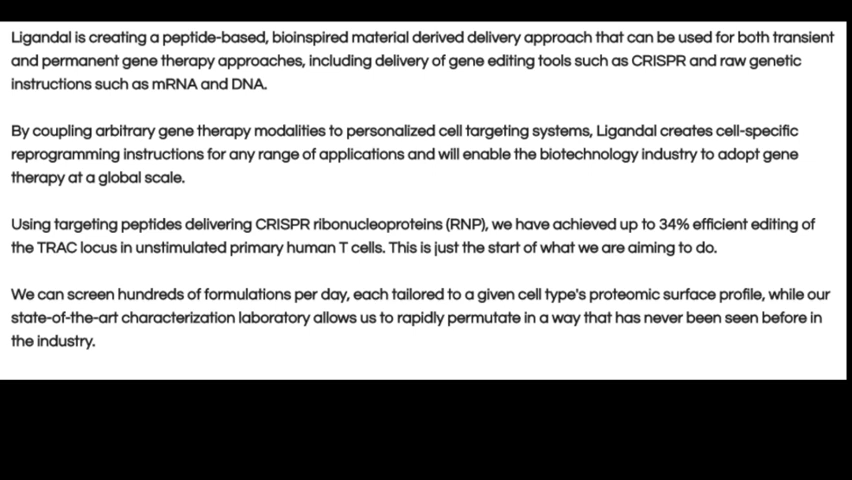 Ligandal is creating a peptide-based, bioinspired material derived delivery approach that can be used for both transient
and permanent gene therapy approaches, including delivery of gene editing tools such as CRISPR and raw genetic
instructions such as mRNA and DNA.
By coupling arbitrary gene therapy modalities to personalized cell targeting systems, Ligandal creates cell-specific
reprogramming instructions for any range of applications and will enable the biotechnology industry to adopt gene
therapy at a global scale.
Using targeting peptides delivering CRISPR ribonucleoproteins (RNP), we have achieved up to 34% efficient editing of
the TRAC locus in unstimulated primary human T cells. This is just the start of what we are aiming to do.
We can screen hundreds of formulations per day, each tailored to a given cell type's proteomic surface profile, while our
state-of-the-art characterization laboratory allows us to rapidly permutate in a way that has never been seen before in
the industry.